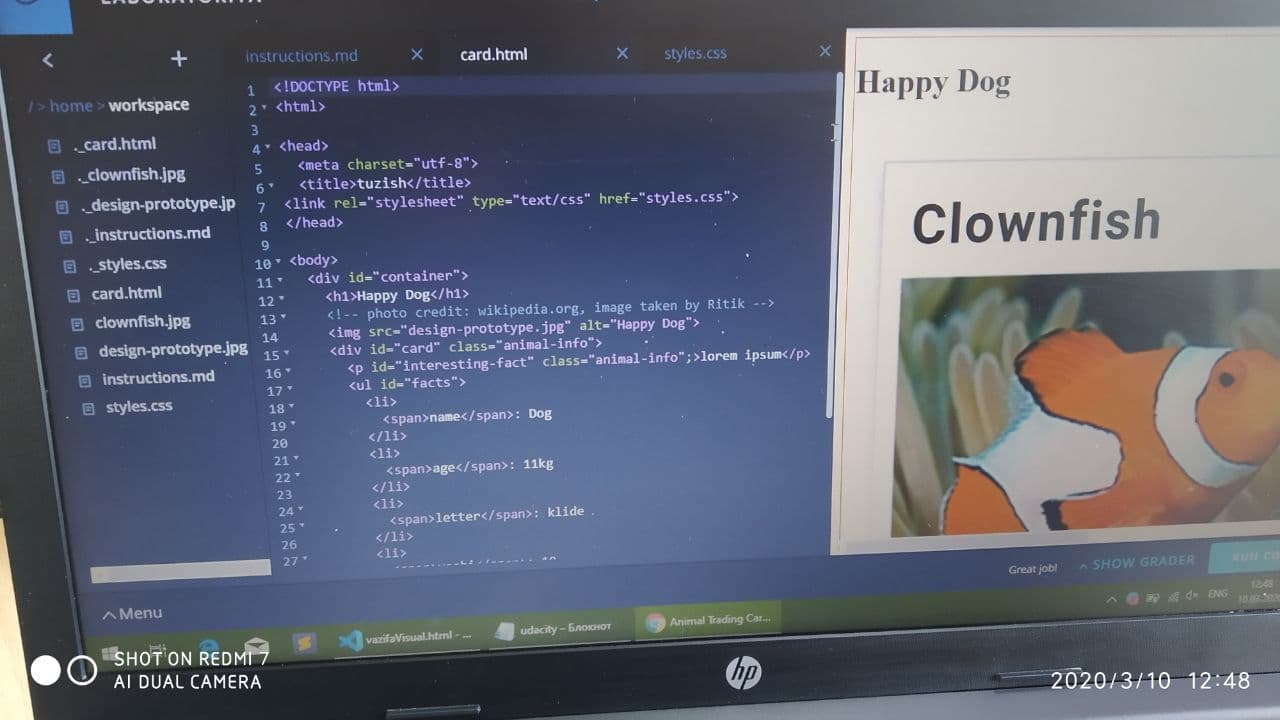 instructions.md
card.html
styles.css
/ > home > workspace
._card.html
._clownfish.jpg
._design-prototype.jp
._instructions.md
._styles.css
card.html
clownfish.jpg
design-prototype.jpg
instructions.md
styles.css
1 <!DOCTYPE html>
2 <html>
3
4 <head>
5 <meta charset="utf-8">
6 <title>tuzish</title>
7 <link rel="stylesheet" type="text/css" href="styles.css">
8 </head>
9
10 <body>
11 <div id="container">
12 <h1>Happy Dog</h1>
13 <!-- photo credit: wikipedia.org, image taken by Ritik -->
14 <img src="design-prototype.jpg" alt="Happy Dog">
15 <div id="card" class="animal-info">
16 <p id="interesting-fact" class="animal-info";>lorem ipsum</p>
17 <ul id="facts">
18 <li>
19 <span>name</span>: Dog
20 </li>
21 <li>
22 <span>age</span>: 11kg
23 </li>
24 <li>
25 <span>letter</span>: klide
26 </li>
27 <li>
Happy Dog
Clownfish
Great job!
SHOW GRADER
Menu
vazifaVisual.html - ...
udacity – Блокнот
Animal Trading Car...
ENG
12:48
hp
SHOT ON REDMI 7
AI DUAL CAMERA
2020/3/10 12:48